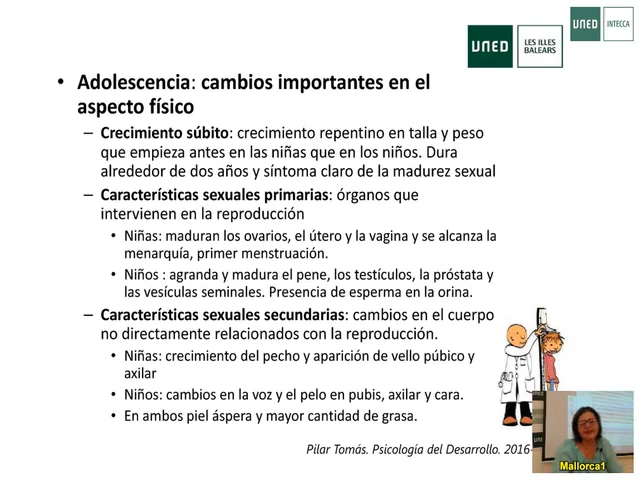 UNED
INTECCA
UNED
LES ILLES
BALEARS
• Adolescencia: cambios importantes en el
aspecto físico
– Crecimiento súbito: crecimiento repentino en talla y peso
que empieza antes en las niñas que en los niños. Dura
alrededor de dos años y síntoma claro de la madurez sexual
– Características sexuales primarias: órganos que
intervienen en la reproducción
• Niñas: maduran los ovarios, el útero y la vagina y se alcanza la
menarquía, primer menstruación.
• Niños : agranda y madura el pene, los testículos, la próstata y
las vesículas seminales. Presencia de esperma en la orina.
– Características sexuales secundarias: cambios en el cuerpo
no directamente relacionados con la reproducción.
• Niñas: crecimiento del pecho y aparición de vello púbico y
axilar
• Niños: cambios en la voz y el pelo en pubis, axilar y cara.
• En ambos piel áspera y mayor cantidad de grasa.
Pilar Tomás. Psicología del Desarrollo. 2016-
Mallorca1